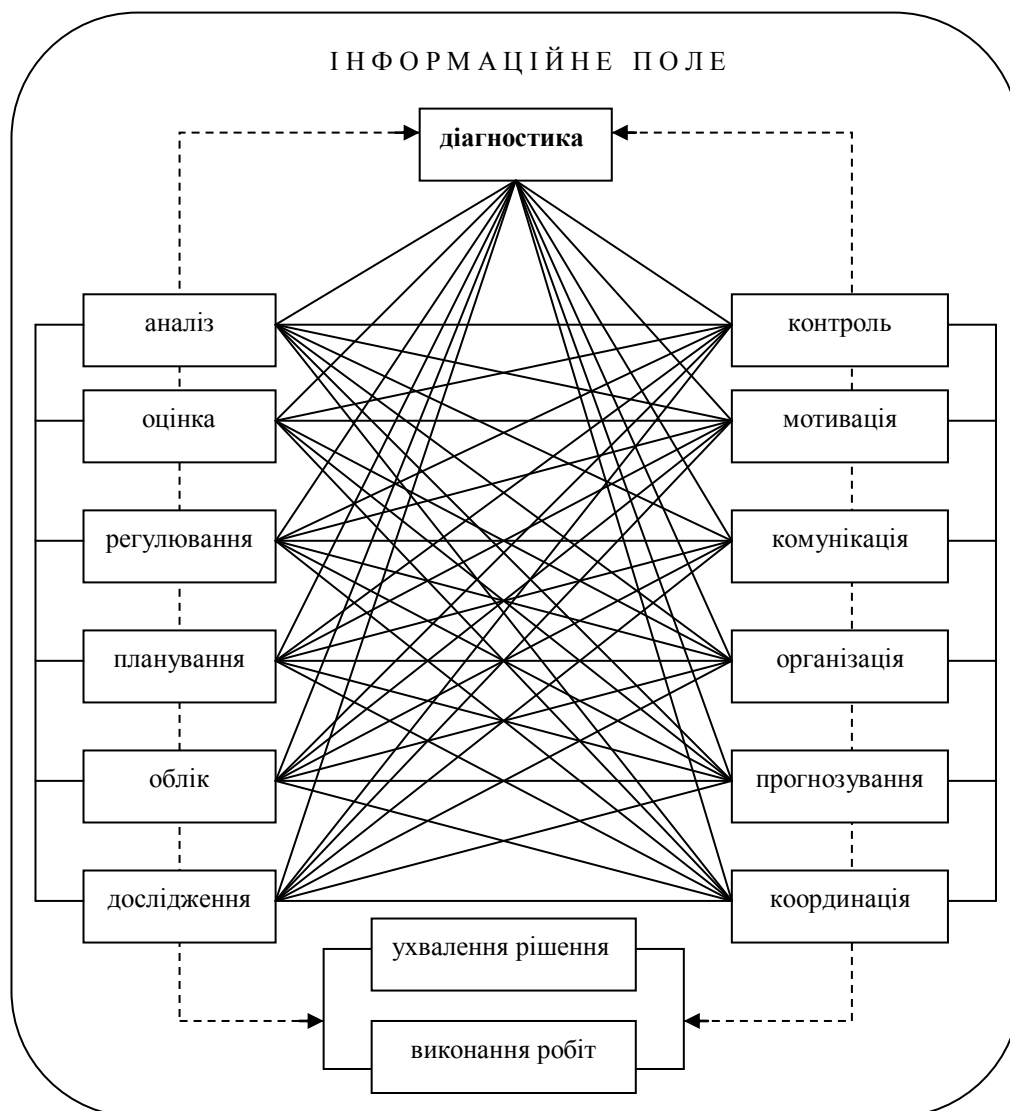 ІНФОРМАЦІЙНЕ ПОЛЕ
діагностика
аналіз
контроль
оцінка
мотивація
регулювання
комунікація
планування
організація
облік
прогнозування
дослідження
координація
ухвалення рішення
виконання робіт